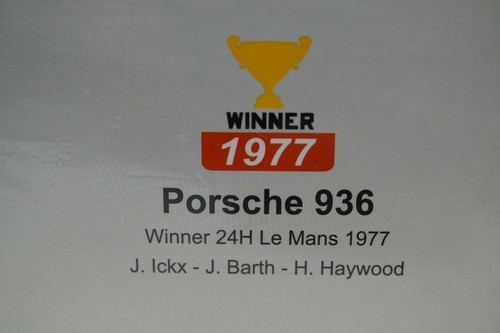 WINNER
1977
Porsche 936
Winner 24H Le Mans 1977
J. Ickx - J. Barth - H. Haywood